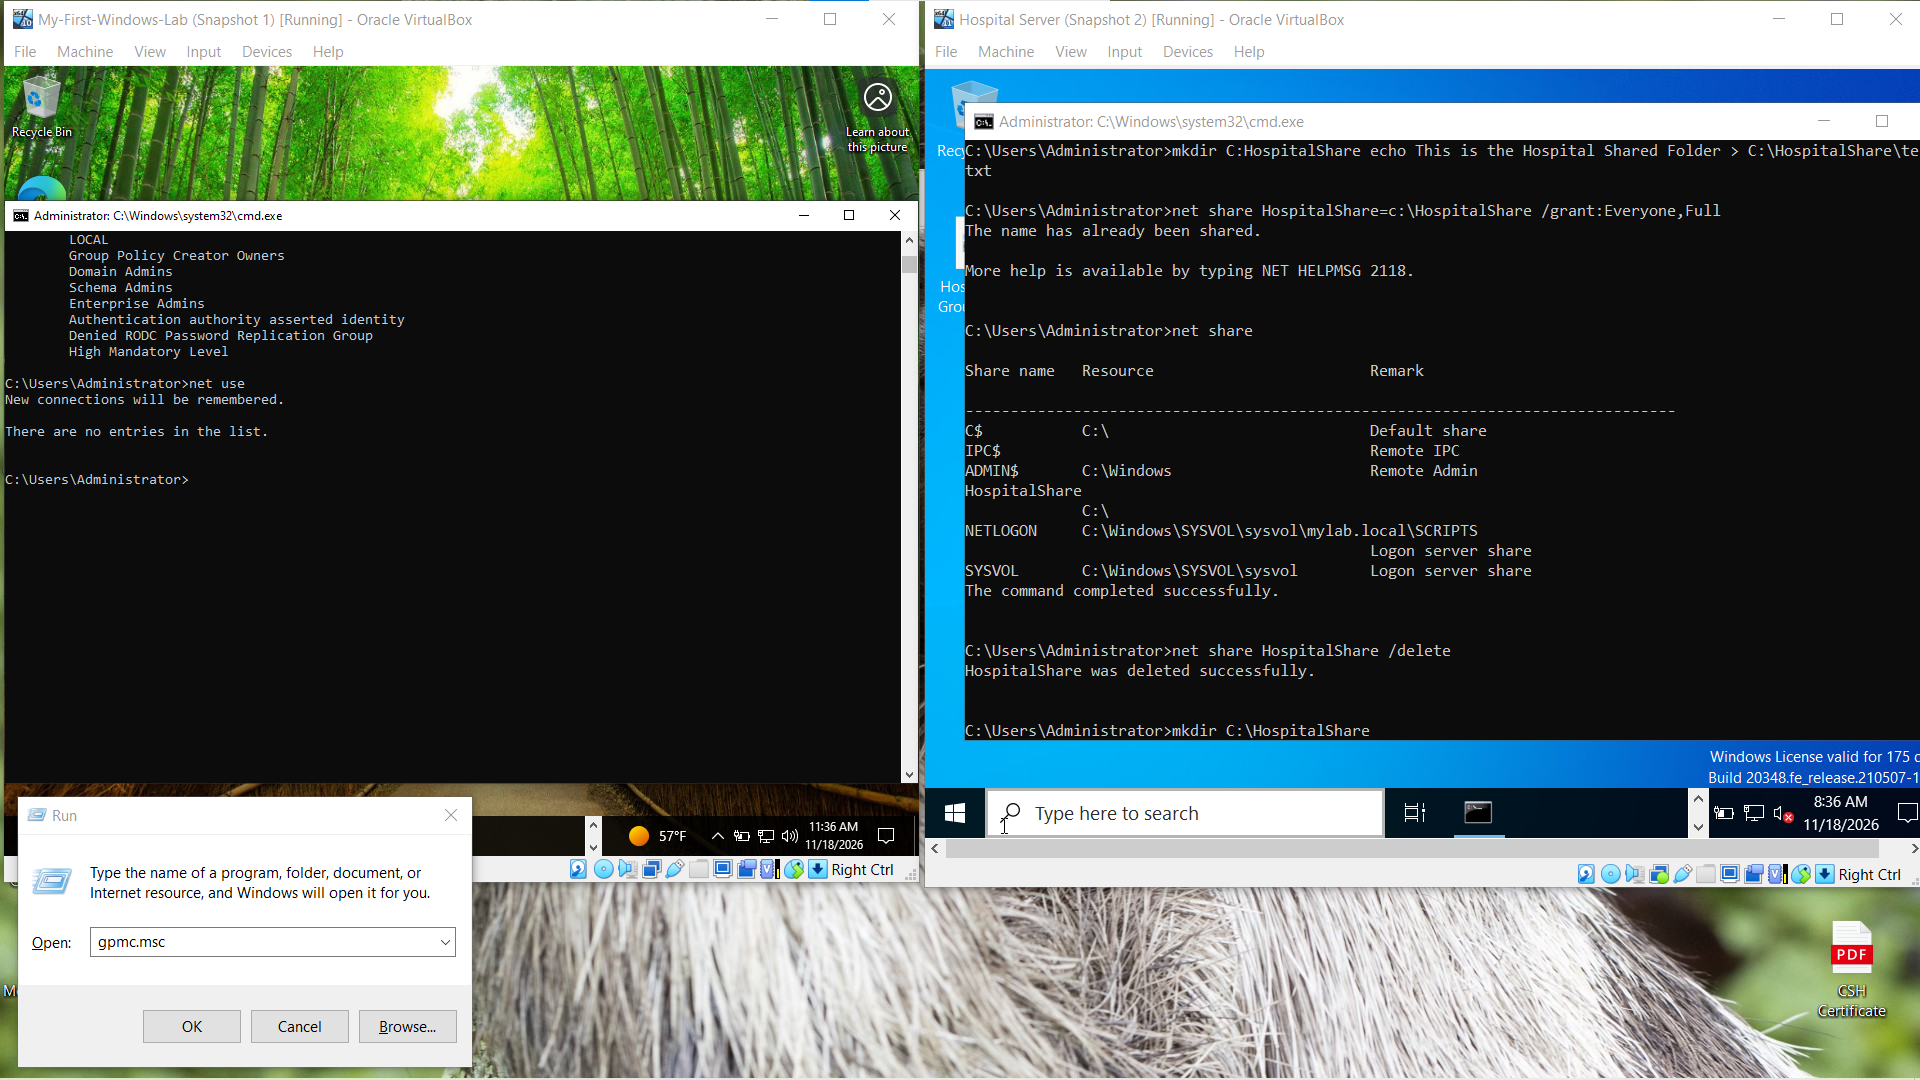 My-First-Windows-Lab (Snapshot 1) [Running] - Oracle VirtualBox
File Machine View Input Devices Help
Recycle Bin
Learn about
this picture
Administrator: C:\Windows\system32\cmd.exe
LOCAL
Group Policy Creator Owners
Domain Admins
Schema Admins
Enterprise Admins
Authentication authority asserted identity
Denied RODC Password Replication Group
High Mandatory Level
C:\Users\Administrator>net use
New connections will be remembered.
There are no entries in the list.
C:\Users\Administrator>
57°F
11:36 AM
11/18/2026
Right Ctrl
Run
Type the name of a program, folder, document, or
Internet resource, and Windows will open it for you.
Open: gpmc.msc
OK Cancel Browse...
Hospital Server (Snapshot 2) [Running] - Oracle VirtualBox
File Machine View Input Devices Help
Recy
Hos
Grou
Administrator: C:\Windows\system32\cmd.exe
C:\Users\Administrator>mkdir C:HospitalShare echo This is the Hospital Shared Folder > C:\HospitalShare\te
txt
C:\Users\Administrator>net share HospitalShare=c:\HospitalShare /grant:Everyone,Full
The name has already been shared.
More help is available by typing NET HELPMSG 2118.
C:\Users\Administrator>net share
Share name Resource Remark
-------------------------------------------------------------------------------
C$ C:\ Default share
IPC$ Remote IPC
ADMIN$ C:\Windows Remote Admin
HospitalShare
C:\
NETLOGON C:\Windows\SYSVOL\sysvol\mylab.local\SCRIPTS
Logon server share
SYSVOL C:\Windows\SYSVOL\sysvol Logon server share
The command completed successfully.
C:\Users\Administrator>net share HospitalShare /delete
HospitalShare was deleted successfully.
C:\Users\Administrator>mkdir C:\HospitalShare
Windows License valid for 175 d
Build 20348.fe_release.210507-1
Type here to search
8:36 AM
11/18/2026
Right Ctrl
PDF
CSH
Certificate